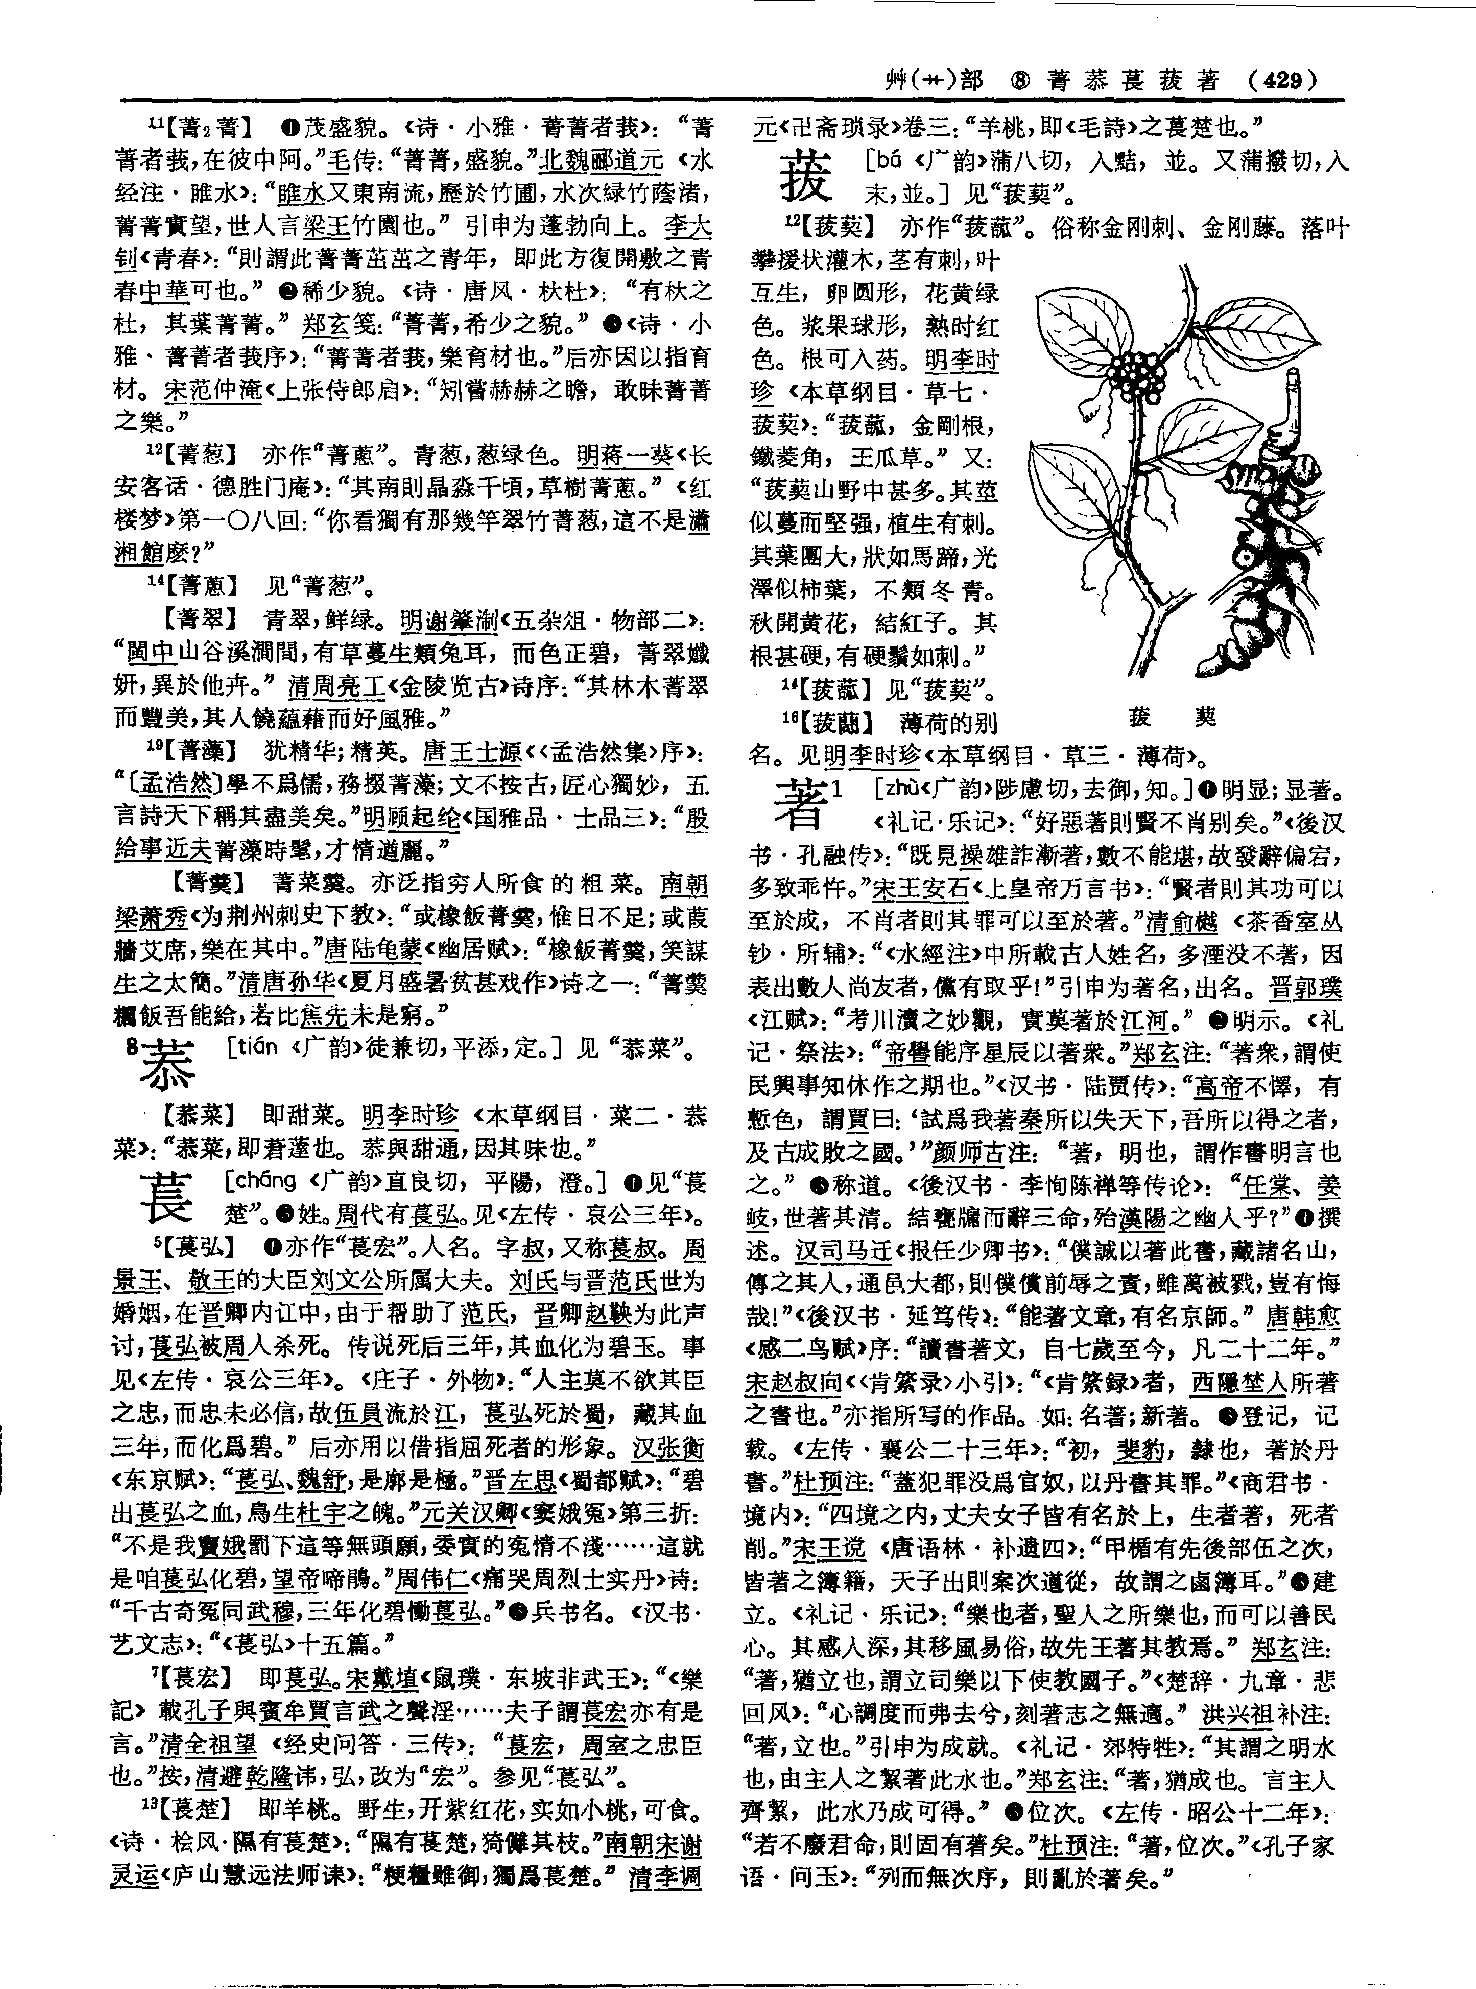 艸(艹)部 ⑧ 菁菾萇菝著 (429)
11【菁2菁】 ❶茂盛貌。《诗·小雅·菁菁者莪》：“菁
菁者莪，在彼中阿。”毛传：“菁菁，盛貌。”北魏郦道元《水
经注·睢水》：“睢水又東南流，歷於竹圃，水次緑竹蔭渚，
菁菁實望，世人言梁王竹園也。” 引申为蓬勃向上。李大
钊《青春》：“則謂此菁菁茁茁之青年，即此方復開敷之青
春中華可也。” ❷稀少貌。《诗·唐风·杕杜》：“有杕之
杜，其葉菁菁。”郑玄笺：“菁菁，希少之貌。” ❸《诗·小
雅·菁菁者莪序》：“菁菁者莪，樂育材也。”后亦因以指育
材。宋范仲淹《上张侍郎启》：“矧嘗赫赫之瞻，敢昧菁菁
之樂。”
12【菁葱】 亦作“菁蔥”。青葱，葱绿色。明蒋一葵《长
安客话·德胜门庵》：“其南則晶淼千頃，草樹菁蔥。”《红
楼梦》第一〇八回：“你看獨有那幾竿翠竹菁葱，這不是瀟
湘館麽？”
14【菁蔥】 见“菁葱”。
【菁翠】 青翠，鲜绿。明谢肇淛《五杂俎·物部二》：
“閩中山谷溪澗間，有草蔓生類兔耳，而色正碧，菁翠孅
妍，異於他卉。”清周亮工《金陵览古》诗序：“其林木菁翠
而豐美，其人饒蘊藉而好風雅。”
19【菁藻】 犹精华；精英。唐王士源《〈孟浩然集〉序》：
“〔孟浩然〕學不爲儒，務掇菁藻；文不按古，匠心獨妙，五
言詩天下稱其盡美矣。”明顾起纶《国雅品·士品三》：“殷
给事近夫菁藻時髦，才情遒麗。”
【菁羹】 菁菜羹。亦泛指穷人所食的粗菜。南朝
梁萧秀《为荆州刺史下教》：“或橡飯菁羹，惟日不足；或葭
牆艾席，樂在其中。”唐陆龟蒙《幽居赋》：“橡飯菁羹，笑謀
生之太簡。”清唐孙华《夏月盛暑贫甚戏作》诗之一：“菁羹
糲飯吾能給，若比焦先未是窮。”
8菾 [tián《广韵》徒兼切，平添，定。] 见“菾菜”。
【菾菜】 即甜菜。明李时珍《本草纲目·菜二·菾
菜》：“菾菜，即莙薘也。菾與甜通，因其味也。”
萇 [cháng《广韵》直良切，平陽，澄。] ❶见“萇
楚”。❷姓。周代有萇弘。见《左传·哀公三年》。
5【萇弘】 ❶亦作“萇宏”。人名。字叔，又称萇叔。周
景王、敬王的大臣刘文公所属大夫。刘氏与晋范氏世为
婚姻，在晋卿内讧中，由于帮助了范氏，晋卿赵鞅为此声
讨，萇弘被周人杀死。传说死后三年，其血化为碧玉。事
见《左传·哀公三年》。《庄子·外物》：“人主莫不欲其臣
之忠，而忠未必信，故伍員流於江，萇弘死於蜀，藏其血
三年，而化爲碧。”后亦用以借指屈死者的形象。汉张衡
《东京赋》：“萇弘、魏舒，是廓是極。”晋左思《蜀都赋》：“碧
出萇弘之血，鳥生杜宇之魄。”元关汉卿《窦娥冤》第三折：
“不是我竇娥罰下這等無頭願，委實的冤情不淺……這就
是咱萇弘化碧，望帝啼鵑。”周伟仁《痛哭周烈士实丹》诗：
“千古奇冤同武穆，三年化碧慟萇弘。”❷兵书名。《汉书·
艺文志》：“《萇弘》十五篇。”
7【萇宏】 即萇弘。宋戴埴《鼠璞·东坡非武王》：“《樂
記》載孔子與賓牟賈言武之聲淫……夫子謂萇宏亦有是
言。”清全祖望《经史问答·三传》：“萇宏，周室之忠臣
也。”按，清避乾隆讳，弘，改为“宏”。参见“萇弘”。
13【萇楚】 即羊桃。野生，开紫红花，实如小桃，可食。
《诗·桧风·隰有萇楚》：“隰有萇楚，猗儺其枝。”南朝宋谢
灵运《庐山慧远法师诔》：“粳糧雖御，獨爲萇楚。”清李调
元《卍斋琐录》卷三：“羊桃，即《毛詩》之萇楚也。”
菝 [bá《广韵》蒲八切，入黠，並。又蒲撥切，入
末，並。] 见“菝葜”。
12【菝葜】 亦作“菝菰”。俗称金刚刺、金刚藤。落叶
攀援状灌木，茎有刺，叶
互生，卵圆形，花黄绿
色。浆果球形，熟时红
色。根可入药。明李时
珍《本草纲目·草七·
菝葜》：“菝菰，金剛根，
鐵菱角，王瓜草。”又：
“菝葜山野中甚多。其莖
似蔓而堅强，植生有刺。
其葉團大，狀如馬蹄，光
澤似柿葉，不類冬青。
秋開黄花，結紅子。其
根甚硬，有硬鬚如刺。”
14【菝菰】见“菝葜”。
16【菝䕞】 薄荷的别
名。见明李时珍《本草纲目·草三·薄荷》。
菝 葜
著1 [zhù《广韵》陟慮切，去御，知。]❶明显；显著。
《礼记·乐记》：“好惡著則賢不肖别矣。”《後汉
书·孔融传》：“既見操雄詐漸著，數不能堪，故發辭偏宕，
多致乖忤。”宋王安石《上皇帝万言书》：“賢者則其功可以
至於成，不肖者則其罪可以至於著。”清俞樾《茶香室丛
钞·所辅》：“《水經注》中所載古人姓名，多湮没不著，因
表出數人尚友者，儻有取乎！”引申为著名，出名。晋郭璞
《江赋》：“考川瀆之妙觀，實莫著於江河。” ❷明示。《礼
记·祭法》：“帝嚳能序星辰以著衆。”郑玄注：“著衆，謂使
民興事知休作之期也。”《汉书·陆贾传》：“高帝不懌，有
慙色，謂賈曰：‘試爲我著秦所以失天下，吾所以得之者，
及古成敗之國。’”颜师古注：“著，明也，謂作書明言也
之。” ❸称道。《後汉书·李恂陈禅等传论》：“任棠、姜
岐，世著其清。結甕牖而辭三命，殆漢陽之幽人乎？”❹撰
述。汉司马迁《报任少卿书》：“僕誠以著此書，藏諸名山，
傳之其人，通邑大都，則僕償前辱之責，雖萬被戮，豈有悔
哉！”《後汉书·延笃传》：“能著文章，有名京師。”唐韩愈
《感二鸟赋》序：“讀書著文，自七歲至今，凡二十二年。”
宋赵叔向《〈肯綮录〉小引》：“《肯綮録》者，西隱埜人所著
之書也。”亦指所写的作品。如：名著；新著。❺登记，记
载。《左传·襄公二十三年》：“初，斐豹，隸也，著於丹
書。”杜预注：“蓋犯罪没爲官奴，以丹書其罪。”《商君书·
境内》：“四境之内，丈夫女子皆有名於上，生者著，死者
削。”宋王谠《唐语林·补遗四》：“甲楯有先後部伍之次，
皆著之簿籍，天子出則案次道從，故謂之鹵簿耳。”❻建
立。《礼记·乐记》：“樂也者，聖人之所樂也，而可以善民
心。其感人深，其移風易俗，故先王著其教焉。”郑玄注：
“著，猶立也，謂立司樂以下使教國子。”《楚辞·九章·悲
回风》：“心調度而弗去兮，刻著志之無適。”洪兴祖补注：
“著，立也。”引申为成就。《礼记·郊特牲》：“其謂之明水
也，由主人之絜著此水也。”郑玄注：“著，猶成也。言主人
齊絜，此水乃成可得。” ❼位次。《左传·昭公十二年》：
“若不廢君命，則固有著矣。”杜预注：“著，位次。”《孔子家
语·问玉》：“列而無次序，則亂於著矣。”